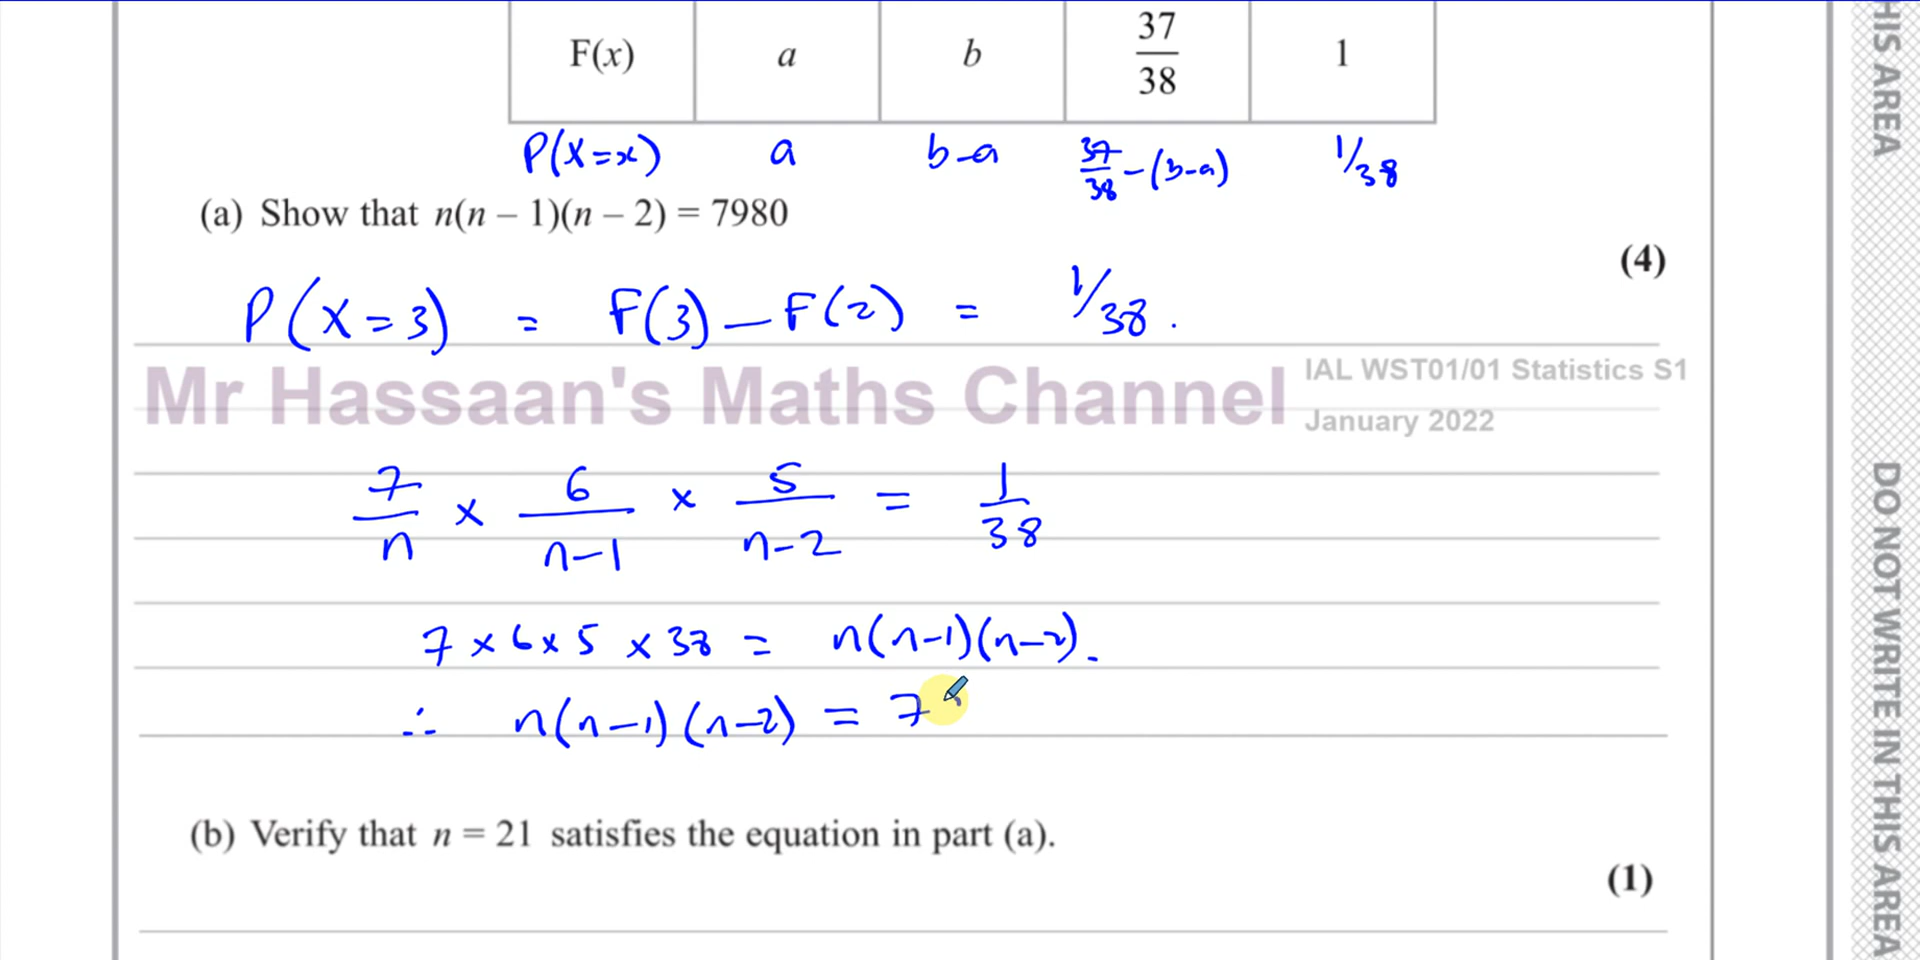 F(x) a b 37/38 1
P(X=x) a b-a 37/38 -(b-a) 1/38
(a) Show that n(n – 1)(n – 2) = 7980
(4)
P(X=3) = F(3) - F(2) = 1/38.
Mr Hassaan's Maths Channel
IAL WST01/01 Statistics S1
January 2022
7/n × 6/n-1 × 5/n-2 = 1/38
7 × 6 × 5 × 38 = n(n-1)(n-2).
∴ n(n-1)(n-2) = 7
(b) Verify that n = 21 satisfies the equation in part (a).
(1)
HIS AREA
DO NOT WRITE IN THIS AREA